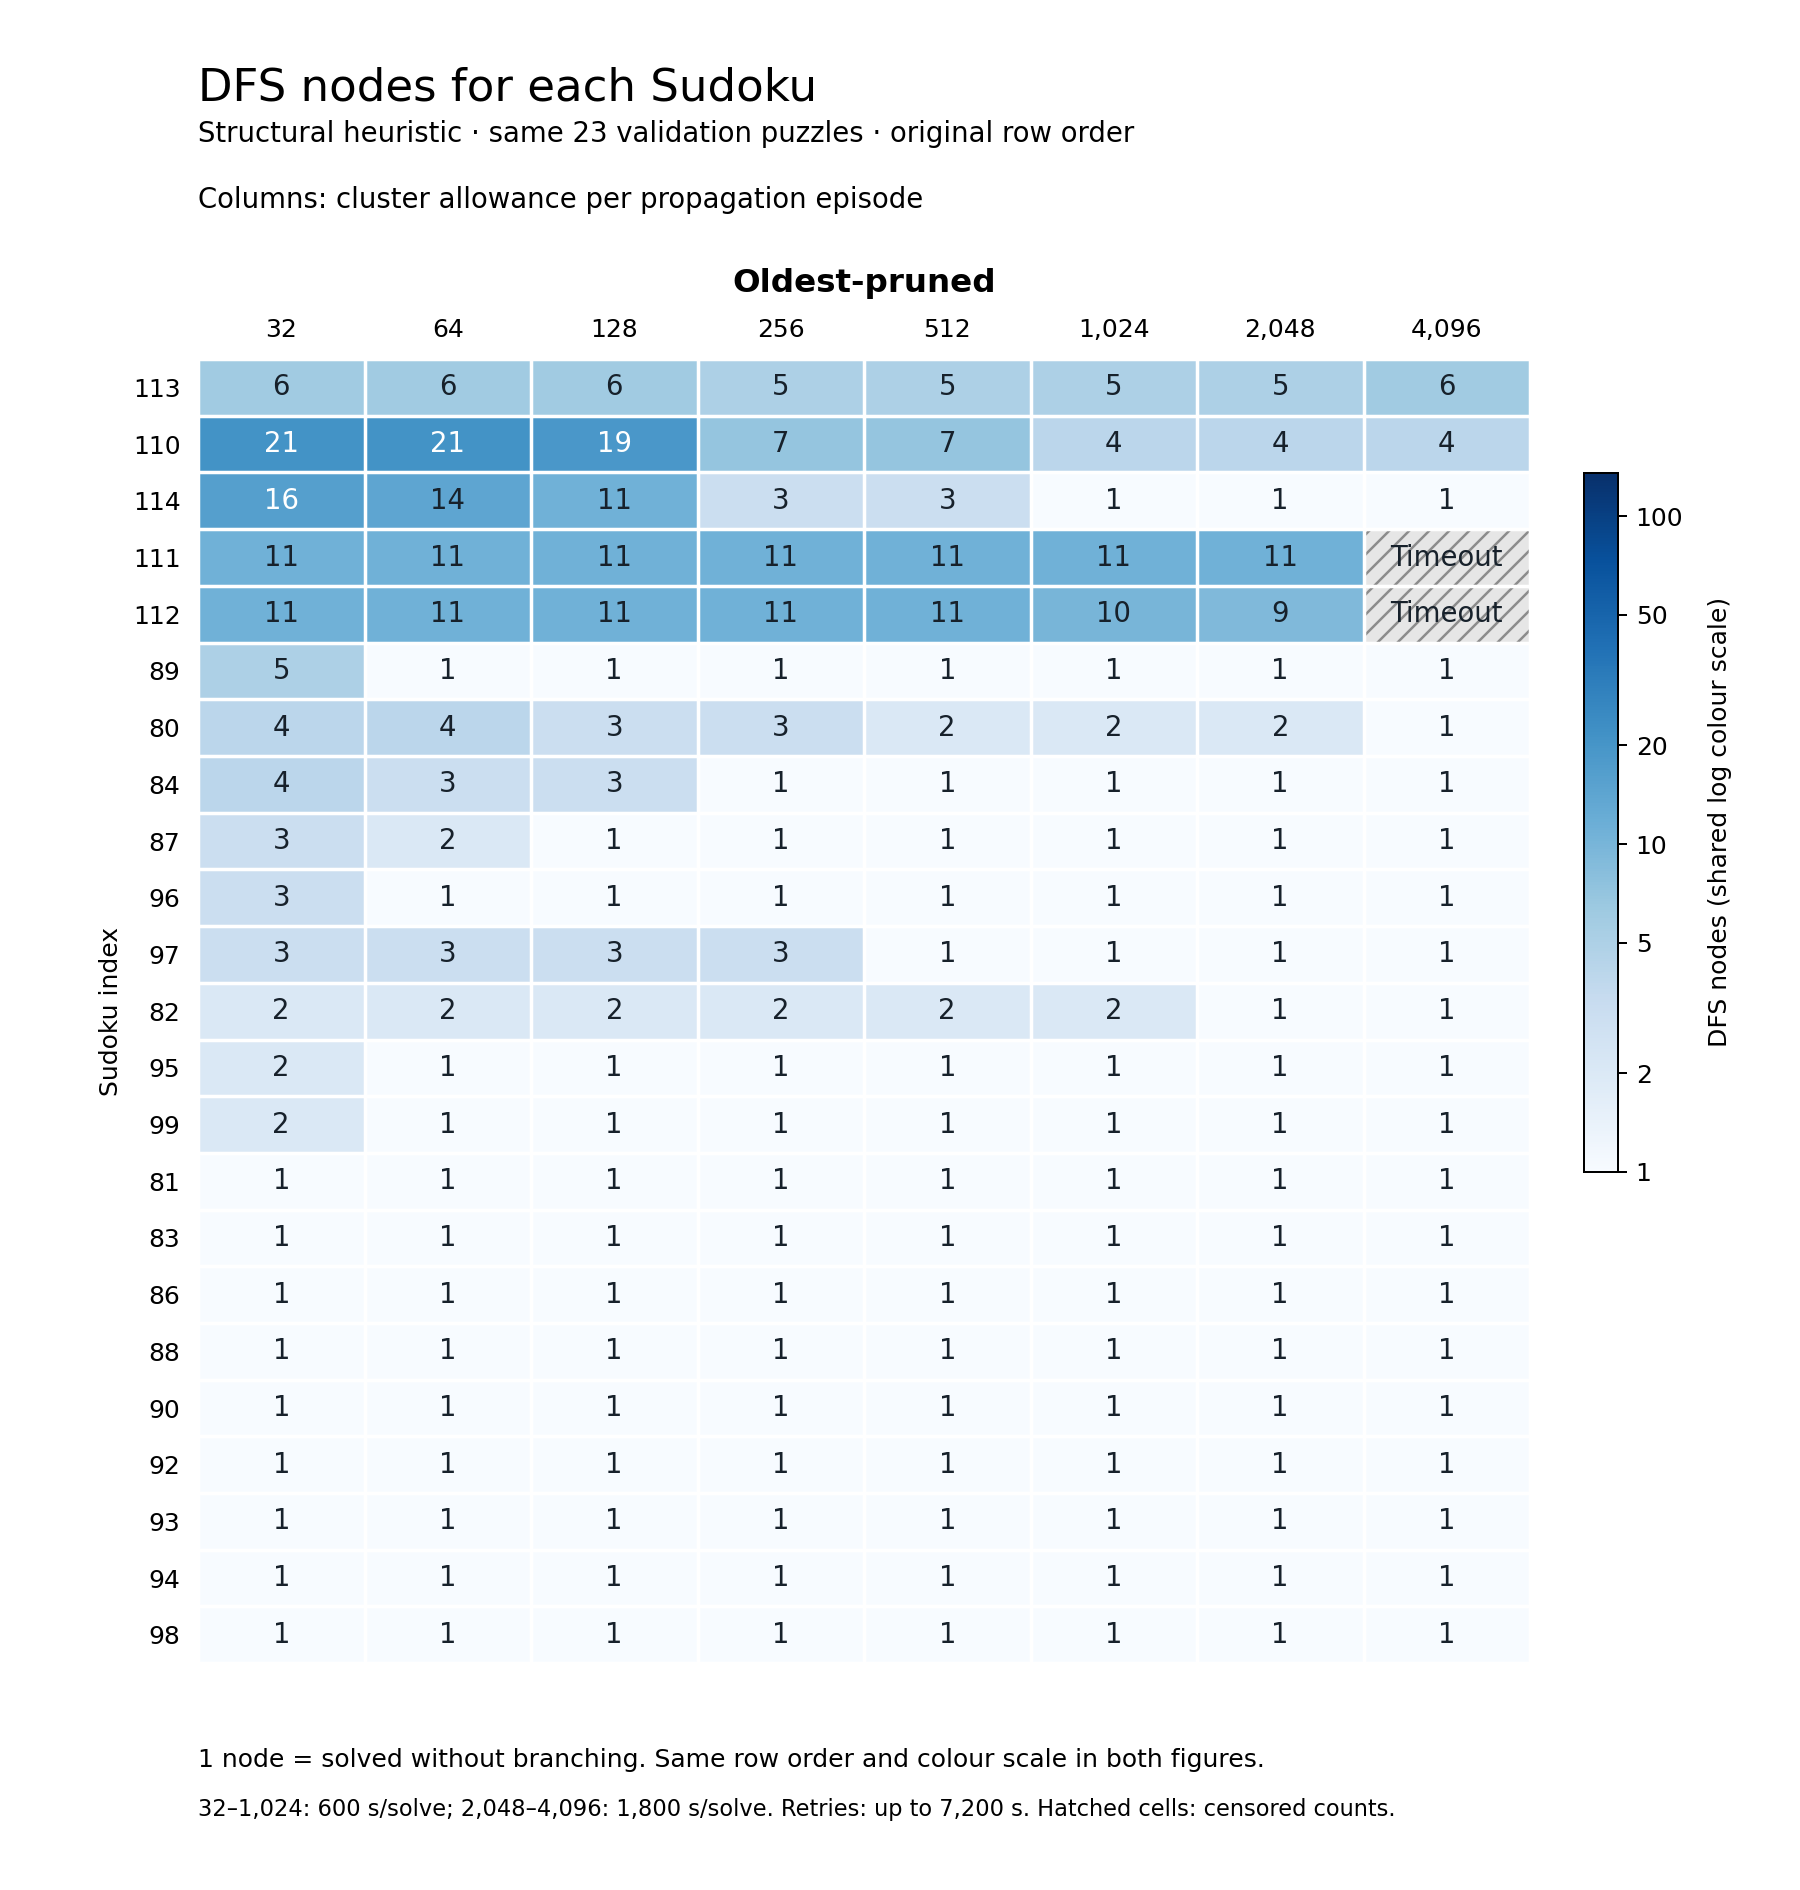 DFS nodes for each Sudoku
Structural heuristic · same 23 validation puzzles · original row order
Columns: cluster allowance per propagation episode
Oldest-pruned
32 64 128 256 512 1,024 2,048 4,096
113 6 6 6 5 5 5 5 6
110 21 21 19 7 7 4 4 4
114 16 14 11 3 3 1 1 1
111 11 11 11 11 11 11 11 Timeout
112 11 11 11 11 11 10 9 Timeout
89 5 1 1 1 1 1 1 1
80 4 4 3 3 2 2 2 1
84 4 3 3 1 1 1 1 1
87 3 2 1 1 1 1 1 1
96 3 1 1 1 1 1 1 1
97 3 3 3 3 1 1 1 1
82 2 2 2 2 2 2 1 1
95 2 1 1 1 1 1 1 1
99 2 1 1 1 1 1 1 1
81 1 1 1 1 1 1 1 1
83 1 1 1 1 1 1 1 1
86 1 1 1 1 1 1 1 1
88 1 1 1 1 1 1 1 1
90 1 1 1 1 1 1 1 1
92 1 1 1 1 1 1 1 1
93 1 1 1 1 1 1 1 1
94 1 1 1 1 1 1 1 1
98 1 1 1 1 1 1 1 1
Sudoku index
100
50
20
10
5
2
1
DFS nodes (shared log colour scale)
1 node = solved without branching. Same row order and colour scale in both figures.
32–1,024: 600 s/solve; 2,048–4,096: 1,800 s/solve. Retries: up to 7,200 s. Hatched cells: censored counts.